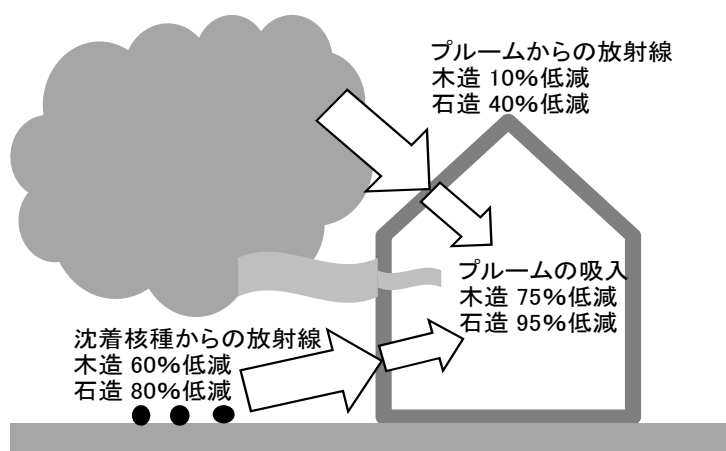 プルームからの放射線
木造 10%低減
石造 40%低減
プルームの吸入
木造 75%低減
石造 95%低減
沈着核種からの放射線
木造 60%低減
石造 80%低減